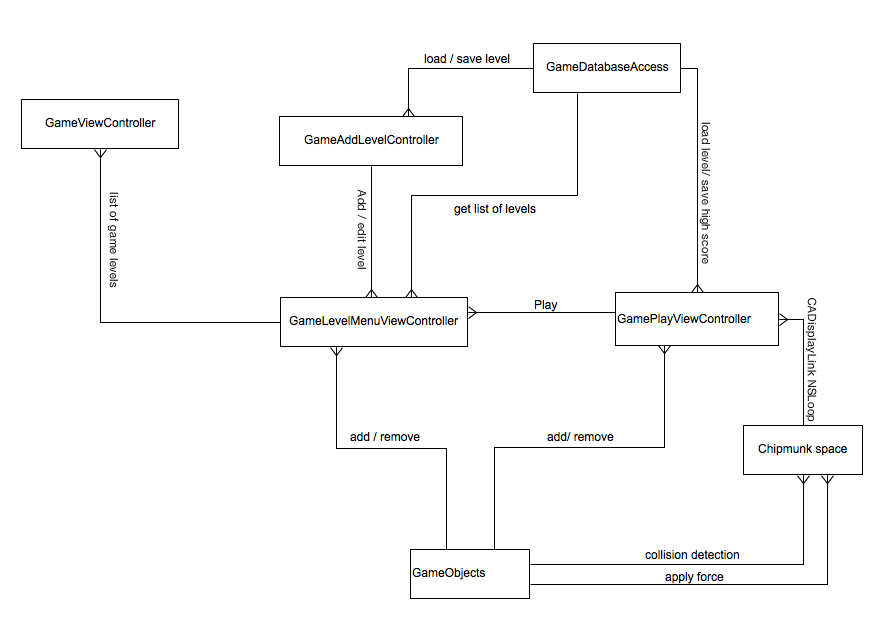 load / save level
GameDatabaseAccess
GameViewController
GameAddLevelController
load level/ save high score
Add / edit level
list of game levels
get list of levels
Play
GameLevelMenuViewController
GamePlayViewController
CADisplayLink NSLoop
add / remove
add/ remove
Chipmunk space
collision detection
GameObjects
apply force